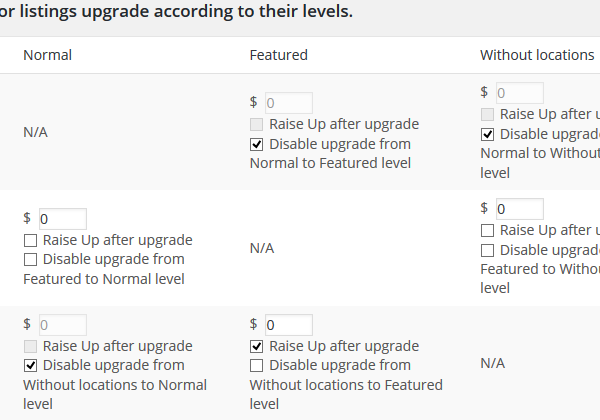 or listings upgrade according to their levels.
Normal Featured Without locations
N/A
$ 0
Raise Up after upgrade
Disable upgrade from
Normal to Featured level
$ 0
Raise Up after
Disable
Normal to
level
$ 0
Raise Up after upgrade
Disable upgrade from
Featured to Normal level
N/A
$ 0
Raise Up after
Disable
Featured to
level
$ 0
Raise Up after upgrade
Disable upgrade from
Without locations to Normal
level
$ 0
Raise Up after upgrade
Disable upgrade from
Without locations to Featured
level
N/A